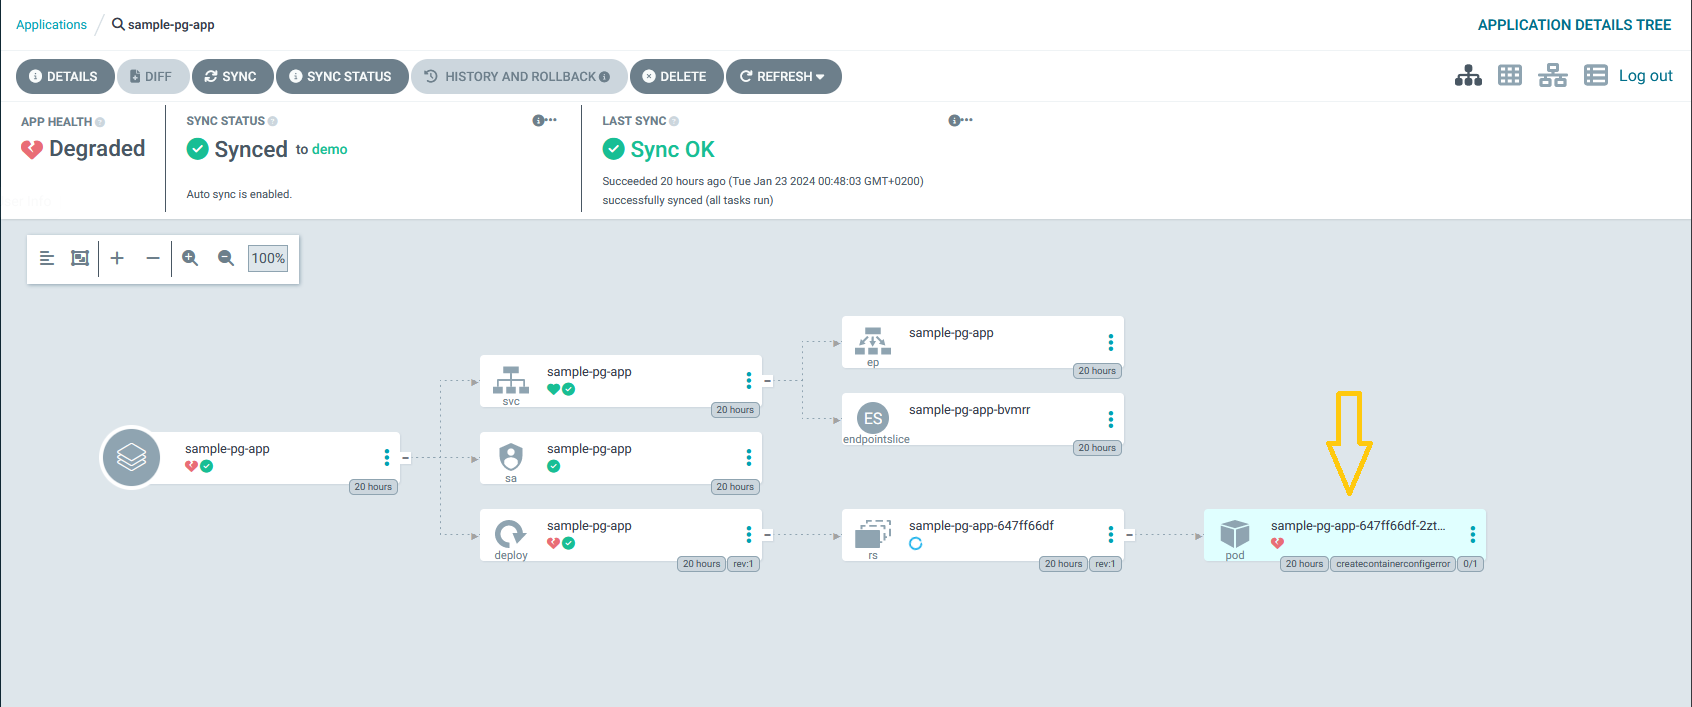 Applications
sample-pg-app
APPLICATION DETAILS TREE
DETAILS
DIFF
SYNC
SYNC STATUS
HISTORY AND ROLLBACK
DELETE
REFRESH
Log out
APP HEALTH
Degraded
SYNC STATUS
Synced to demo
Auto sync is enabled.
LAST SYNC
Sync OK
Succeeded 20 hours ago (Tue Jan 23 2024 00:48:03 GMT+0200)
successfully synced (all tasks run)
100%
sample-pg-app
20 hours
sample-pg-app
svc
20 hours
sample-pg-app
sa
20 hours
sample-pg-app
deploy
20 hours
rev:1
sample-pg-app
ep
20 hours
ES
sample-pg-app-bvmrr
endpointslice
20 hours
sample-pg-app-647ff66df
rs
20 hours
rev:1
sample-pg-app-647ff66df-2zt...
pod
20 hours
createcontainerconfigerror
0/1